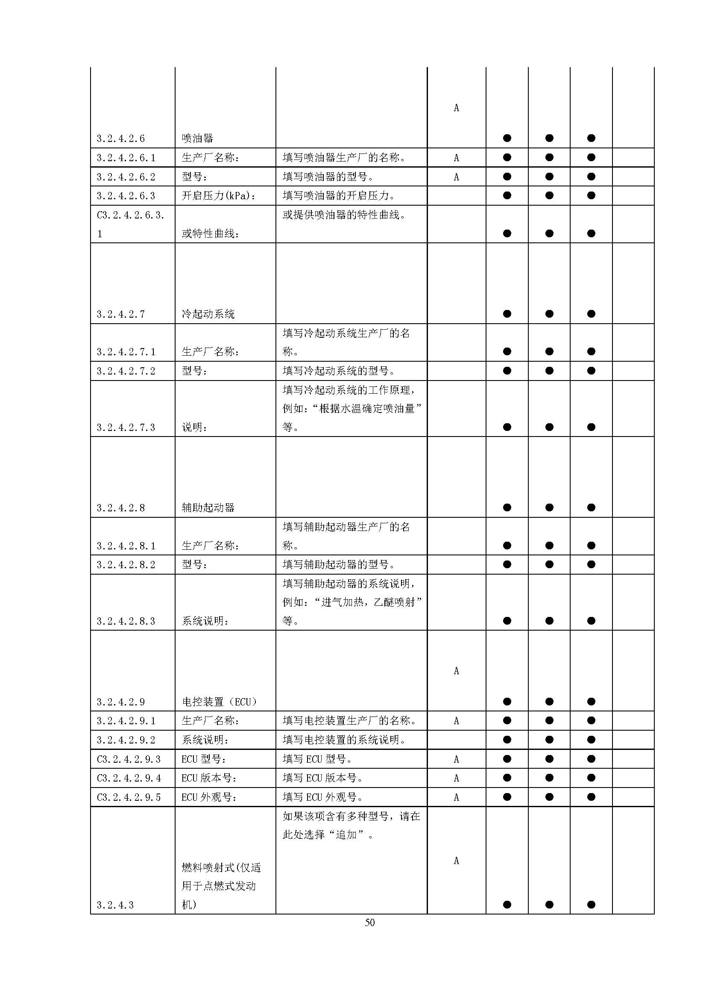 A
3.2.4.2.6 喷油器 ● ● ●
3.2.4.2.6.1 生产厂名称: 填写喷油器生产厂的名称。 A ● ● ●
3.2.4.2.6.2 型号: 填写喷油器的型号。 A ● ● ●
3.2.4.2.6.3 开启压力(kPa): 填写喷油器的开启压力。 ● ● ●
C3.2.4.2.6.3. 或提供喷油器的特性曲线。
1 或特性曲线: ● ● ●
3.2.4.2.7 冷起动系统 ● ● ●
填写冷起动系统生产厂的名
3.2.4.2.7.1 生产厂名称: 称。 ● ● ●
3.2.4.2.7.2 型号: 填写冷起动系统的型号。 ● ● ●
填写冷起动系统的工作原理，
例如:“根据水温确定喷油量”
3.2.4.2.7.3 说明: 等。 ● ● ●
3.2.4.2.8 辅助起动器 ● ● ●
填写辅助起动器生产厂的名
3.2.4.2.8.1 生产厂名称: 称。 ● ● ●
3.2.4.2.8.2 型号: 填写辅助起动器的型号。 ● ● ●
填写辅助起动器的系统说明，
例如:“进气加热，乙醚喷射”
3.2.4.2.8.3 系统说明: 等。 ● ● ●
A
3.2.4.2.9 电控装置（ECU） ● ● ●
3.2.4.2.9.1 生产厂名称: 填写电控装置生产厂的名称。 A ● ● ●
3.2.4.2.9.2 系统说明: 填写电控装置的系统说明。 ● ● ●
C3.2.4.2.9.3 ECU 型号: 填写 ECU 型号。 A ● ● ●
C3.2.4.2.9.4 ECU 版本号: 填写 ECU 版本号。 A ● ● ●
C3.2.4.2.9.5 ECU 外观号: 填写 ECU 外观号。 A ● ● ●
如果该项含有多种型号，请在
此处选择“追加”。
A
燃料喷射式(仅适
用于点燃式发动
3.2.4.3 机) ● ● ●
50